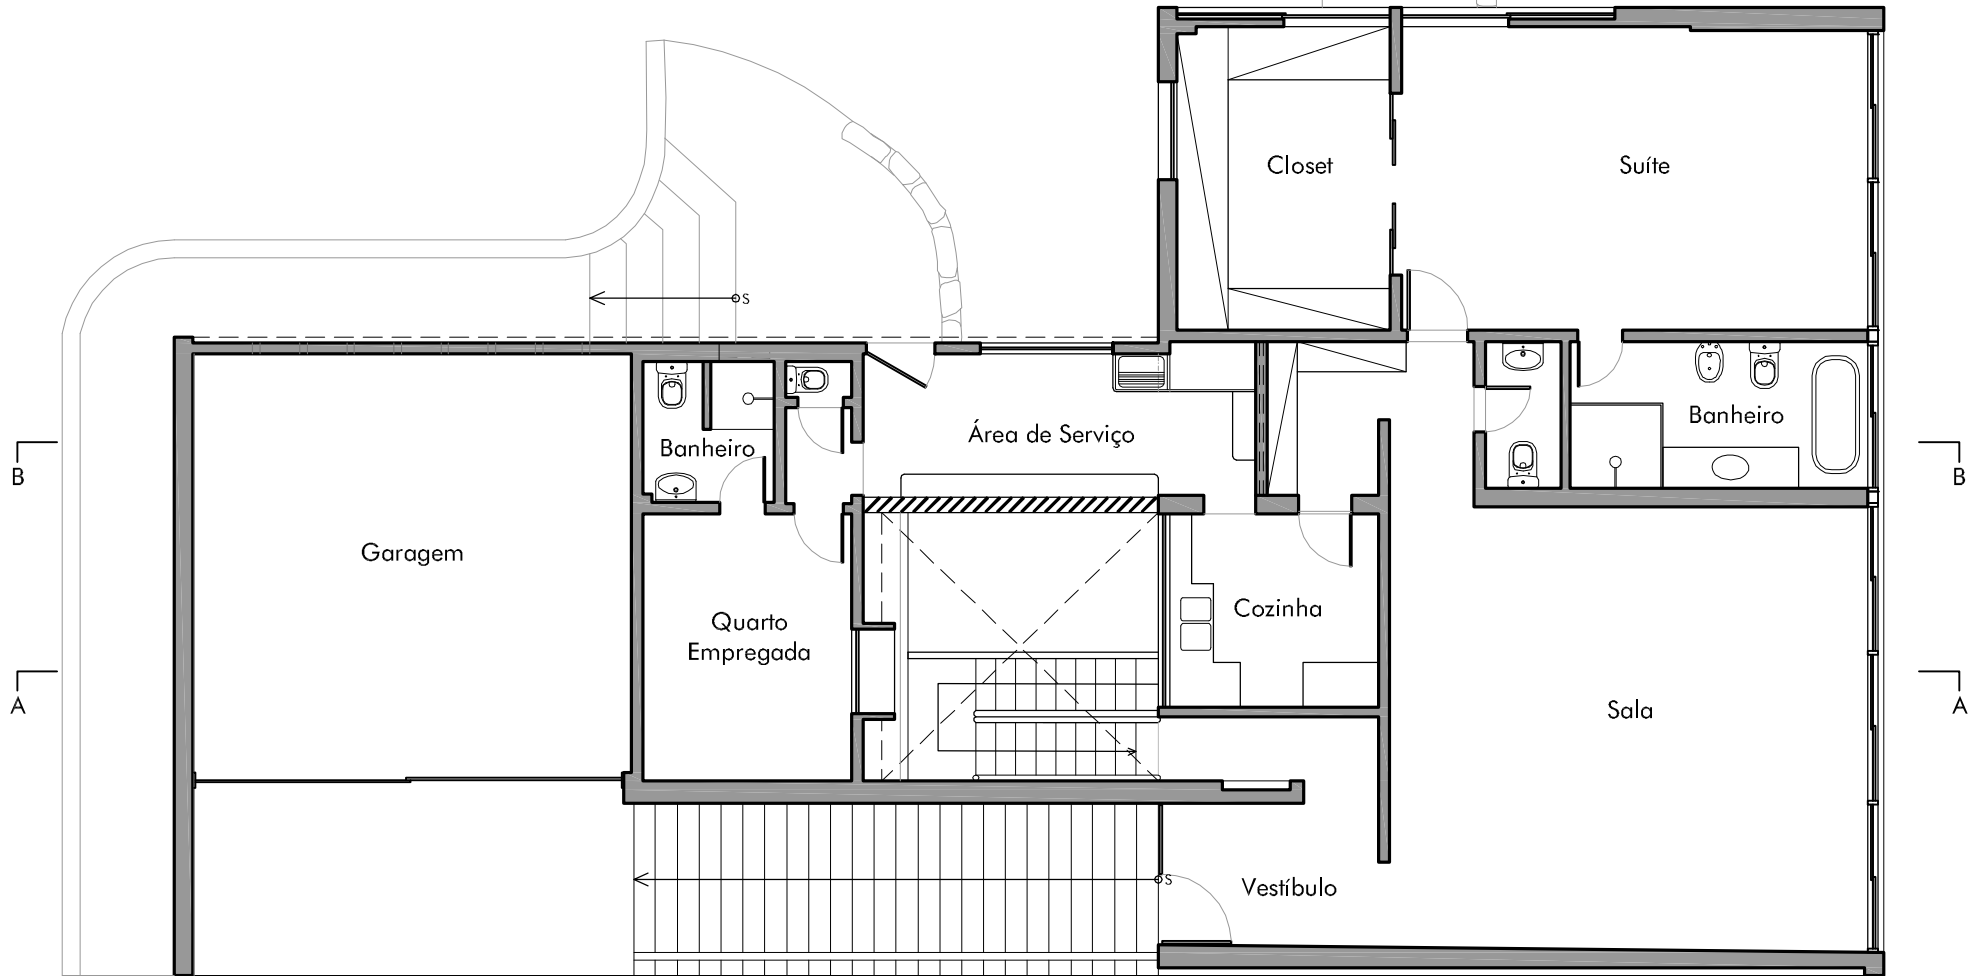 Closet
Suíte
S
Banheiro
Área de Serviço
Banheiro
B
B
Garagem
Cozinha
Quarto
Empregada
A
A
Sala
S
Vestíbulo